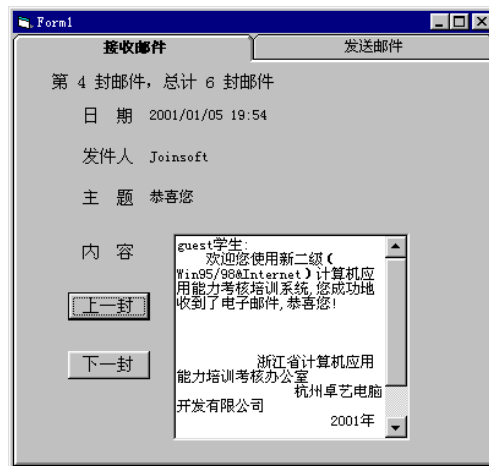 Form1
接收邮件 发送邮件
第 4 封邮件，总计 6 封邮件
日 期 2001/01/05 19:54
发件人 Joinsoft
主 题 恭喜您
内 容
guest学生:
欢迎您使用新二级(
Win95/98&Internet)计算机应
用能力考核培训系统,您成功地
收到了电子邮件,恭喜您!
浙江省计算机应用
能力培训考核办公室
杭州卓艺电脑
开发有限公司
2001年
上一封
下一封